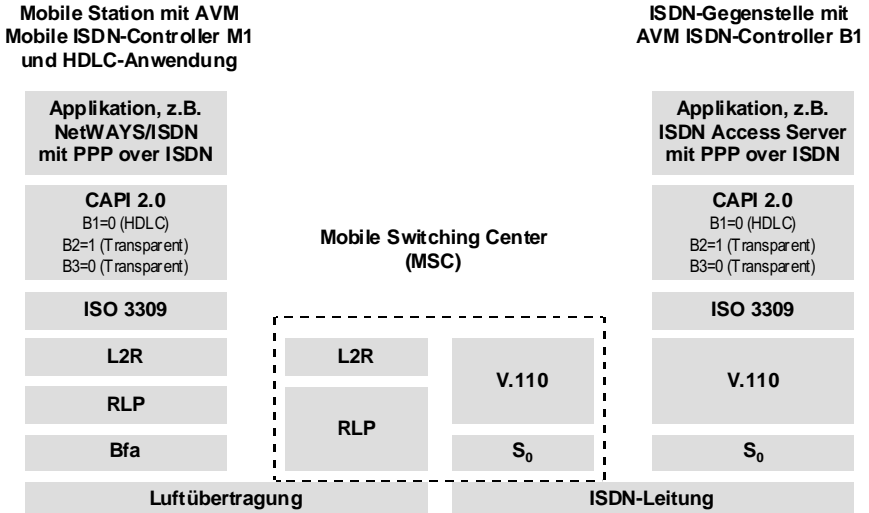 Mobile Station mit AVM
Mobile ISDN-Controller M1
und HDLC-Anwendung
Applikation, z.B.
NetWAYS/ISDN
mit PPP over ISDN
CAPI 2.0
B1=0 (HDLC)
B2=1 (Transparent)
B3=0 (Transparent)
ISO 3309
L2R
RLP
Bfa
Mobile Switching Center
(MSC)
L2R
RLP
V.110
S₀
ISDN-Gegenstelle mit
AVM ISDN-Controller B1
Applikation, z.B.
ISDN Access Server
mit PPP over ISDN
CAPI 2.0
B1=0 (HDLC)
B2=1 (Transparent)
B3=0 (Transparent)
ISO 3309
V.110
S₀
Luftübertragung
ISDN-Leitung